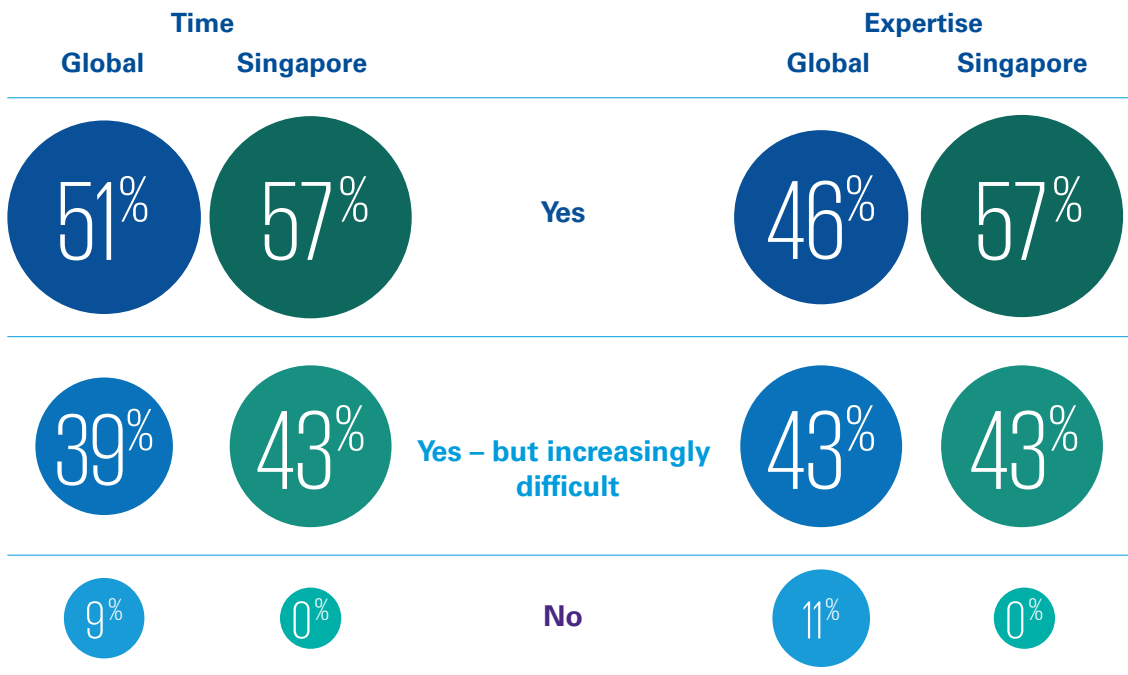 Time Expertise
Global Singapore Global Singapore
51% 57% Yes 46% 57%
39% 43% Yes – but increasingly difficult 43% 43%
9% 0% No 11% 0%